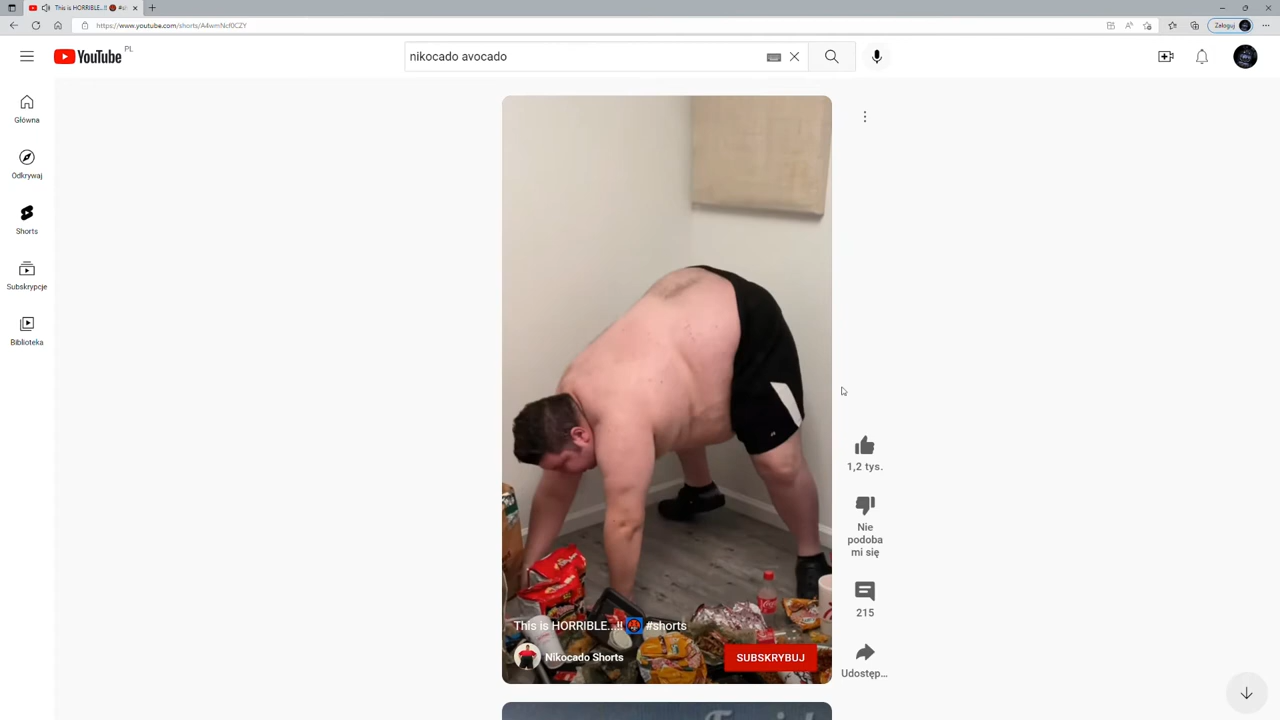 This is HORRIBLE...!!
https://www.youtube.com/shorts/A4wmNcf0CZY
Zaloguj
YouTube PL
nikocado avocado
Główna
Odkrywaj
Shorts
Subskrypcje
Biblioteka
1,2 tys.
Nie
podoba
mi się
215
Udostęp...
This is HORRIBLE...!! #shorts
Nikocado Shorts
SUBSKRYBUJ